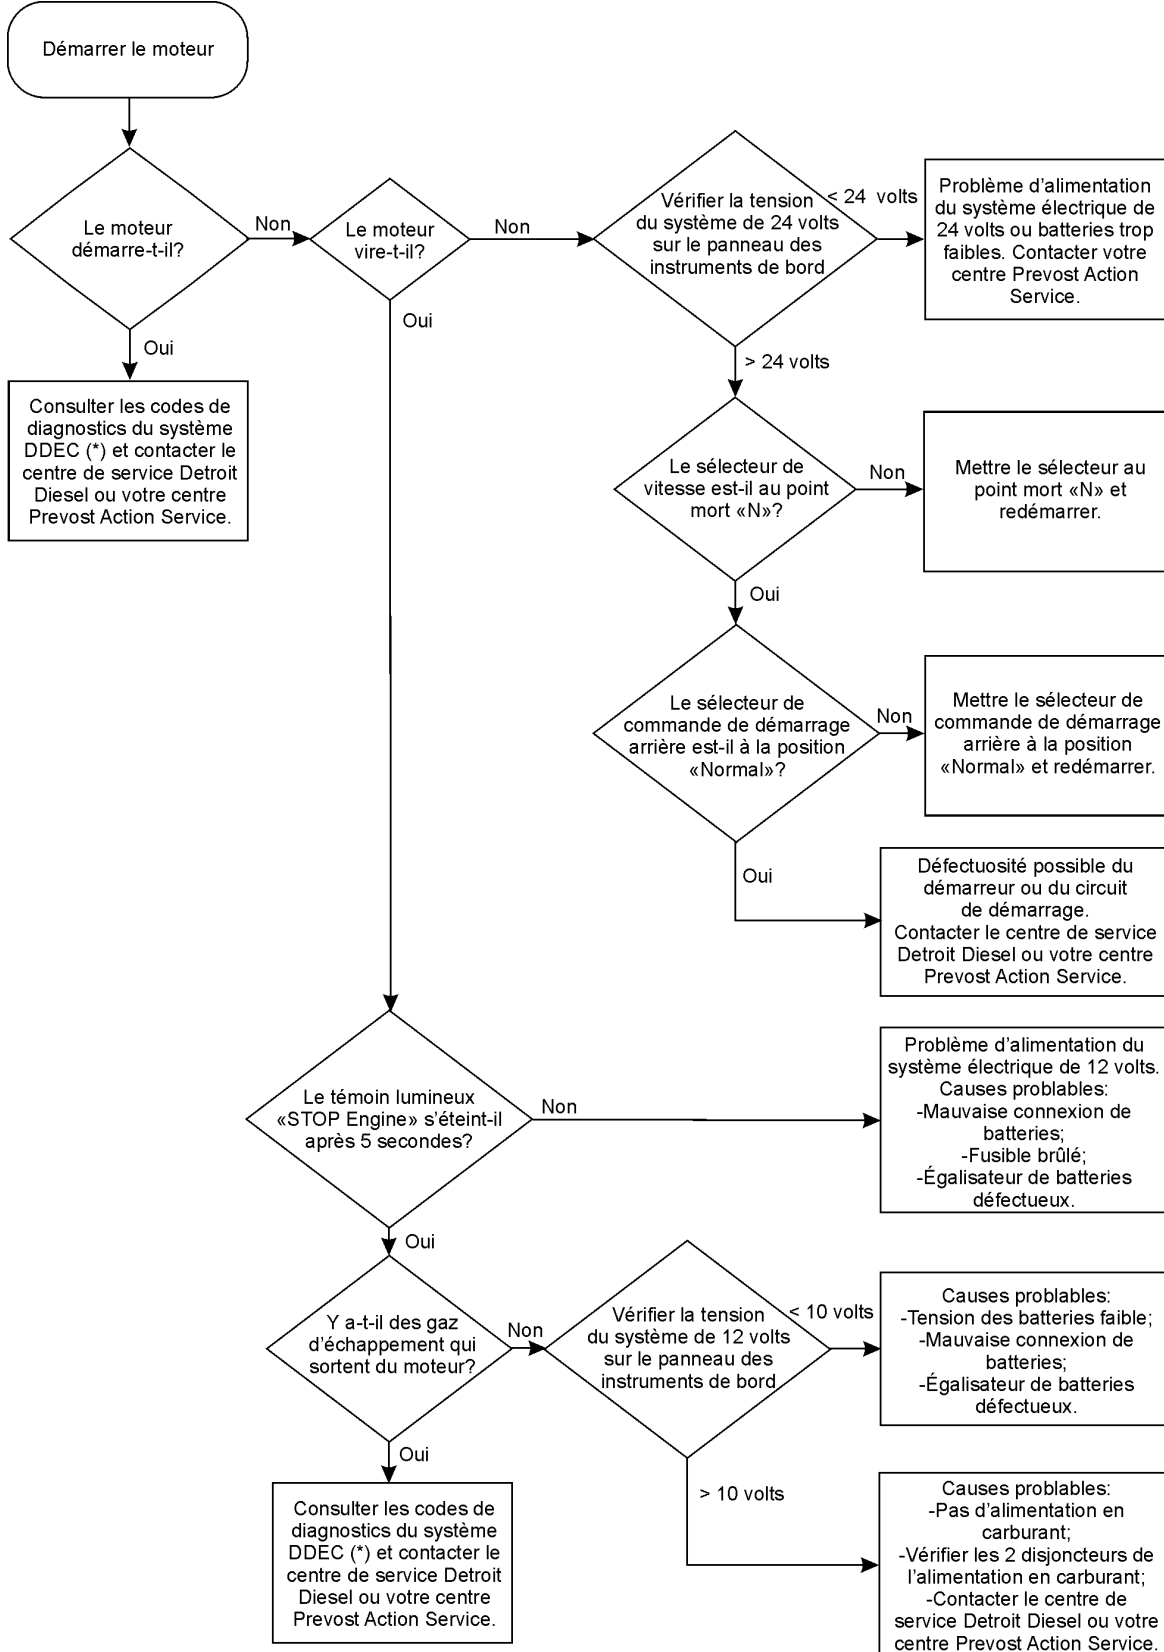 Démarrer le moteur
Le moteur
démarre-t-il?
Non
Le moteur
vire-t-il?
Non
Vérifier la tension
du système de 24 volts
sur le panneau des
instruments de bord
< 24 volts
Problème d'alimentation
du système électrique de
24 volts ou batteries trop
faibles. Contacter votre
centre Prevost Action
Service.
Oui
Oui
> 24 volts
Consulter les codes de
diagnostics du système
DDEC (*) et contacter le
centre de service Detroit
Diesel ou votre centre
Prevost Action Service.
Le sélecteur de
vitesse est-il au point
mort «N»?
Non
Mettre le sélecteur au
point mort «N» et
redémarrer.
Oui
Le sélecteur de
commande de démarrage
arrière est-il à la position
«Normal»?
Non
Mettre le sélecteur de
commande de démarrage
arrière à la position
«Normal» et redémarrer.
Oui
Défectuosité possible du
démarreur ou du circuit
de démarrage.
Contacter le centre de service
Detroit Diesel ou votre centre
Prevost Action Service.
Le témoin lumineux
«STOP Engine» s'éteint-il
après 5 secondes?
Non
Problème d'alimentation du
système électrique de 12 volts.
Causes problables:
-Mauvaise connexion de
batteries;
-Fusible brûlé;
-Égalisateur de batteries
défectueux.
Oui
Y a-t-il des gaz
d'échappement qui
sortent du moteur?
Non
Vérifier la tension
du système de 12 volts
sur le panneau des
instruments de bord
< 10 volts
Causes problables:
-Tension des batteries faible;
-Mauvaise connexion de
batteries;
-Égalisateur de batteries
défectueux.
Oui
> 10 volts
Consulter les codes de
diagnostics du système
DDEC (*) et contacter le
centre de service Detroit
Diesel ou votre centre
Prevost Action Service.
Causes problables:
-Pas d'alimentation en
carburant;
-Vérifier les 2 disjoncteurs de
l'alimentation en carburant;
-Contacter le centre de
service Detroit Diesel ou votre
centre Prevost Action Service.